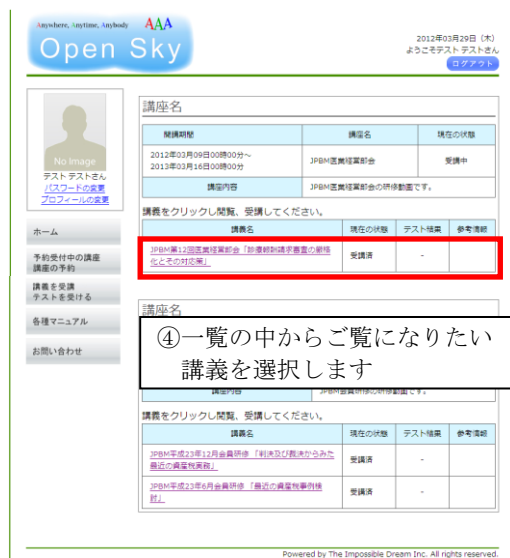 Anywhere, Anytime, Anybody AAA
Open Sky
2012年03月29日（木）
ようこそテスト テストさん
ログアウト
No Image
テスト テストさん
パスワードの変更
プロフィールの変更
ホーム
予約受付中の講座
講座の予約
講義を受講
テストを受ける
各種マニュアル
お問い合わせ
講座名
開講期間 講座名 現在の状態
2012年03月09日00時00分～
2013年03月16日00時00分
JPBM医業経営部会 受講中
講座内容 JPBM医業経営部会の研修動画です。
講義をクリックし閲覧、受講してください。
講義名 現在の状態 テスト結果 参考情報
JPBM第12回医業経営部会「診療報酬請求審査の厳格
化とその対応策」
受講済 -
講座名
④一覧の中からご覧になりたい
講義を選択します
講座内容 JPBM会員研修の研修動画です。
講義をクリックし閲覧、受講してください。
講義名 現在の状態 テスト結果 参考情報
JPBM平成23年12月会員研修 「判決及び裁決からみた
最近の資産税実務」
受講済 -
JPBM平成23年6月会員研修 「最近の資産税事例検
討」
受講済 -
Powered by The Impossible Dream Inc. All rights reserved.